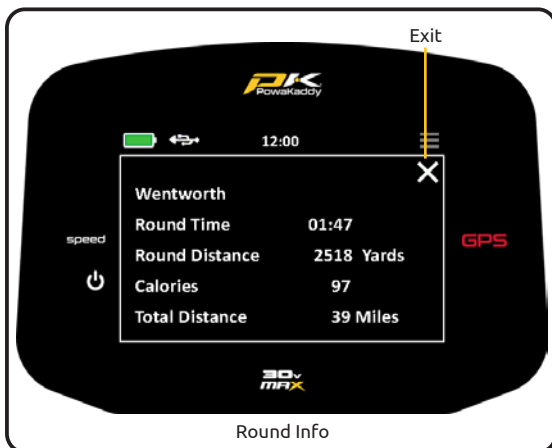 Exit
PK
PowaKaddy
12:00
Wentworth
Round Time 01:47
speed
Round Distance 2518 Yards
GPS
Calories 97
Total Distance 39 Miles
30v
MAX
Round Info